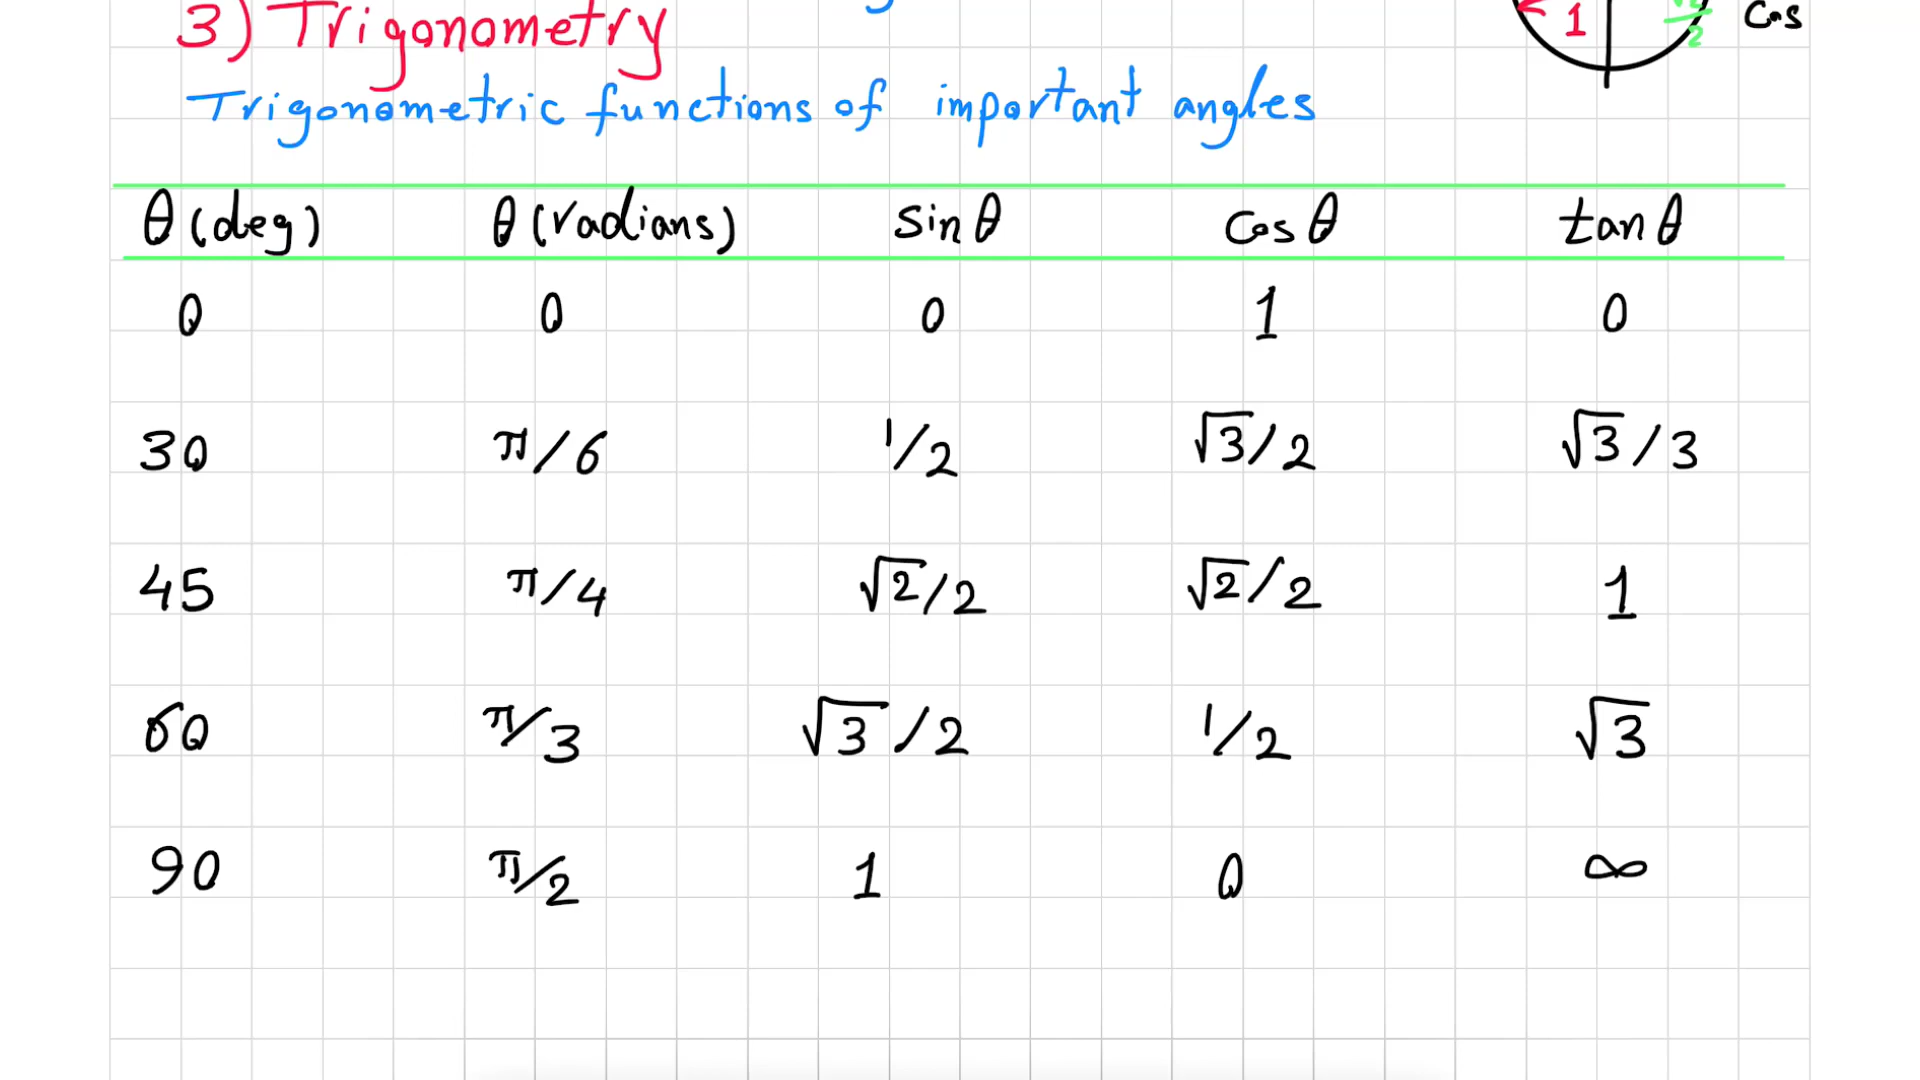 3) Trigonometry
1
2
Cos
Trigonometric functions of important angles
θ (deg) θ (radians) sin θ Cos θ tan θ
0 0 0 1 0
30 π/6 1/2 √3/2 √3/3
45 π/4 √2/2 √2/2 1
60 π/3 √3/2 1/2 √3
90 π/2 1 0 ∞